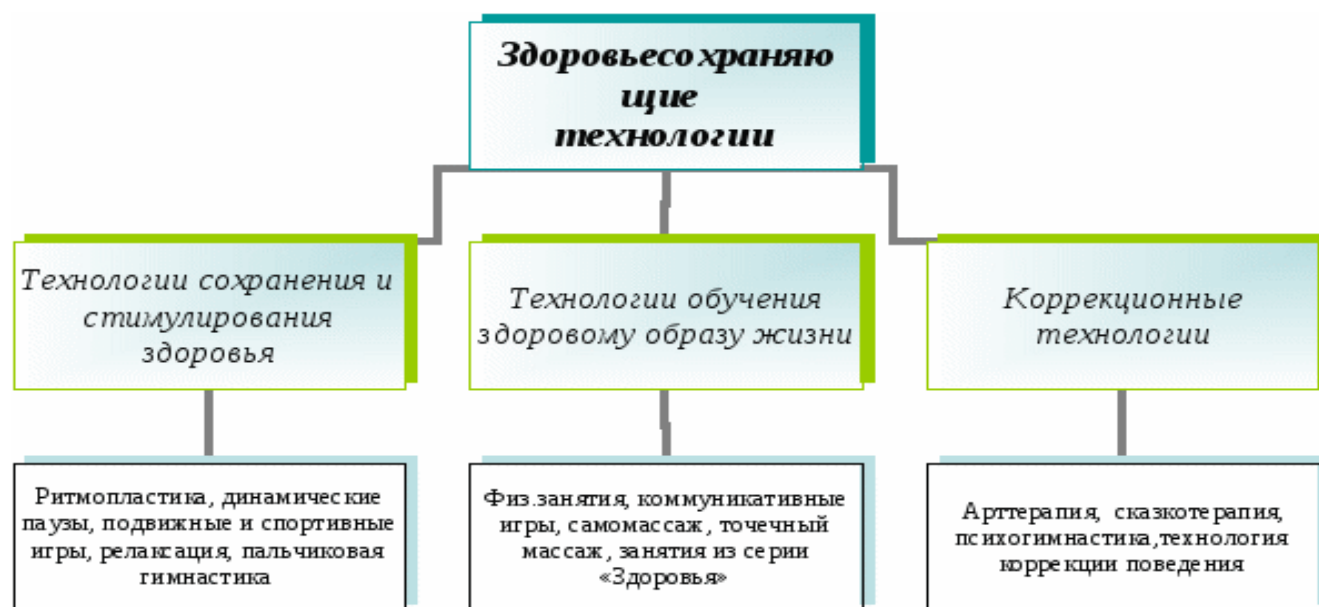 Здоровьесохраняю
щие
технологии
Технологии сохранения и
стимулирования
здоровья
Технологии обучения
здоровому образу жизни
Коррекционные
технологии
Ритмопластика, динамические
паузы, подвижные и спортивные
игры, релаксация, пальчиковая
гимнастика
Физ.занятия, коммуникативные
игры, самомассаж, точечный
массаж, занятия из серии
«Здоровья»
Арттерапия, сказкотерапия,
психогимнастика,технология
коррекции поведения